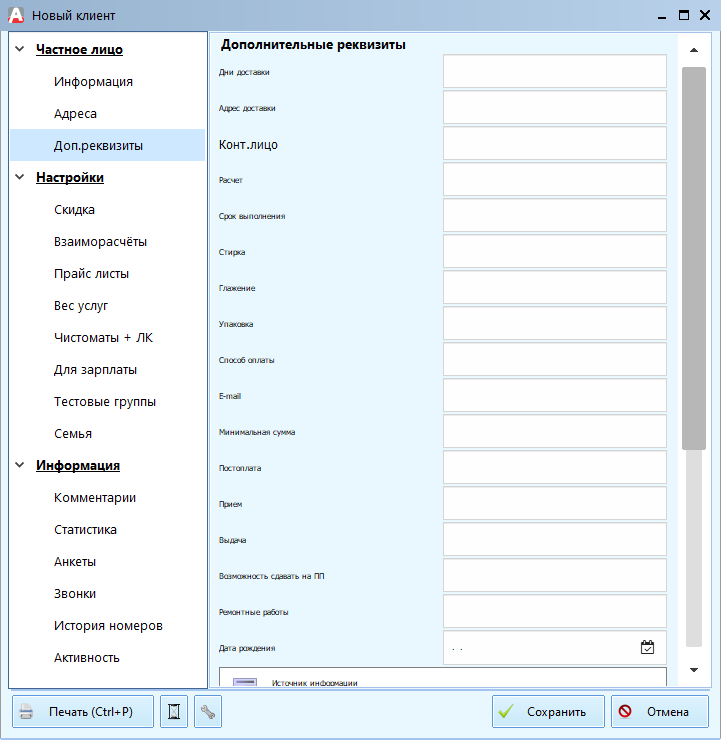 Новый клиент
Частное лицо
Информация
Адреса
Доп.реквизиты
Настройки
Скидка
Взаиморасчёты
Прайс листы
Вес услуг
Чистоматы + ЛК
Для зарплаты
Тестовые группы
Семья
Информация
Комментарии
Статистика
Анкеты
Звонки
История номеров
Активность
Дополнительные реквизиты
Дни доставки
Адрес доставки
Конт.лицо
Расчет
Срок выполнения
Стирка
Глажение
Упаковка
Способ оплаты
E-mail
Минимальная сумма
Постоплата
Прием
Выдача
Возможность сдавать на ПП
Ремонтные работы
Дата рождения
. .
Источник информации
Печать (Ctrl+P)
Сохранить
Отмена